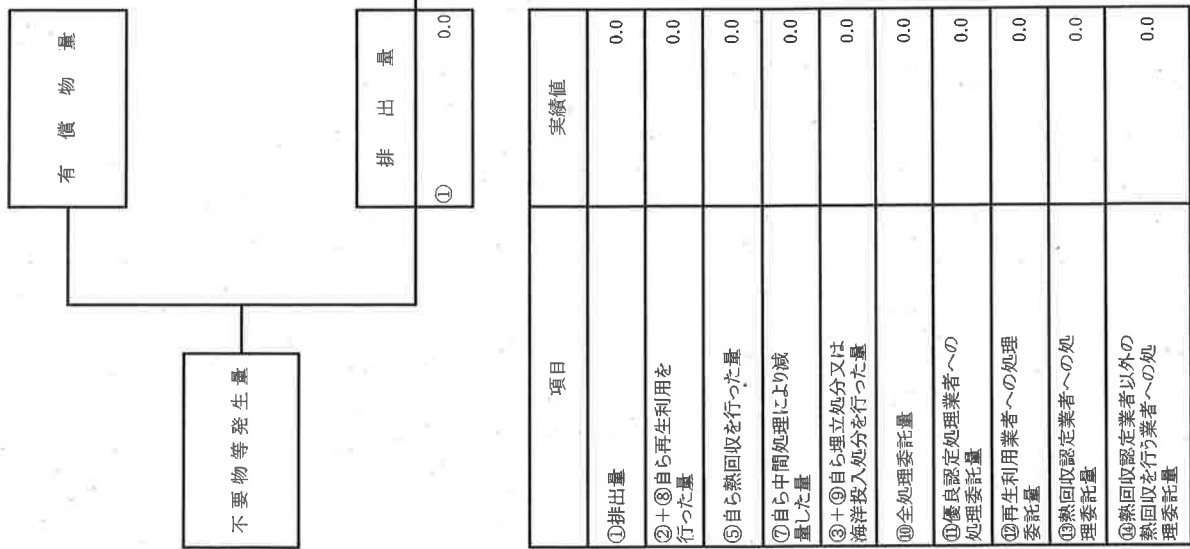 不要物等発生量
有償物量
排出量
① 0.0
項目 実績値
①排出量 0.0
②+⑧自ら再生利用を
行った量 0.0
⑤自ら熱回収を行った量 0.0
⑦自ら中間処理により減
量した量 0.0
③+⑨自ら埋立処分又は
海洋投入処分を行った量 0.0
⑩全処理委託量 0.0
⑪優良認定処理業者への
処理委託量 0.0
⑫再生利用業者への処理
委託量 0.0
⑬熱回収認定業者への処
理委託量 0.0
⑭熱回収認定業者以外の
熱回収を行う業者への処
理委託量 0.0